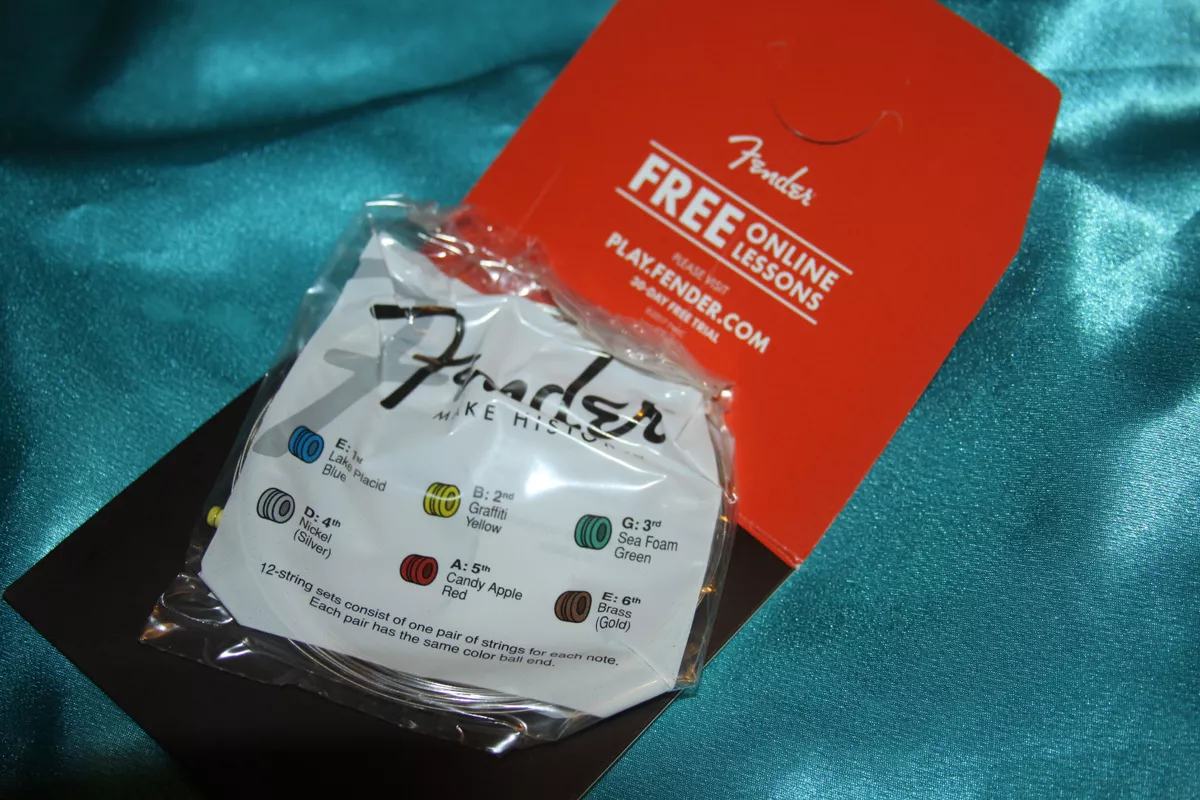 Fender
FREE ONLINE
LESSONS
PLEASE VISIT
PLAY.FENDER.COM
30-DAY FREE TRIAL
Fender
MAKE HISTO
E: 1st
Lake Placid
Blue
B: 2nd
Graffiti
Yellow
G: 3rd
Sea Foam
Green
D: 4th
Nickel
(Silver)
A: 5th
Candy Apple
Red
E: 6th
Brass
(Gold)
12-string sets consist of one pair of strings for each note.
Each pair has the same color ball end.